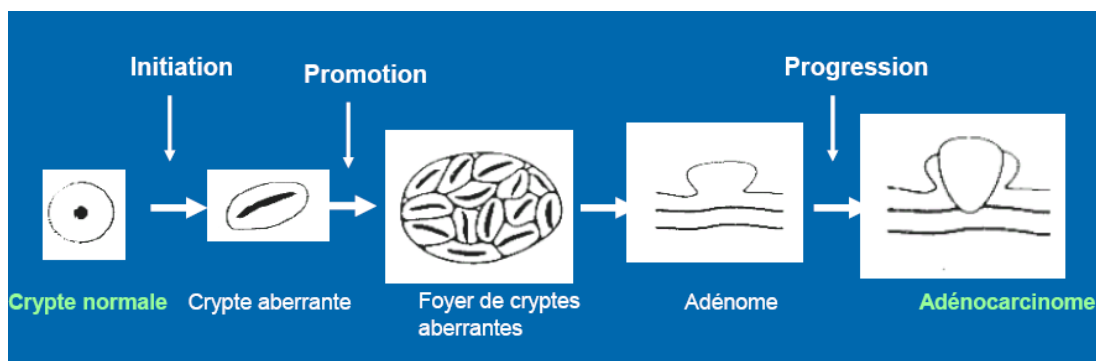 Initiation
Promotion
Progression
Crypte normale
Crypte aberrante
Foyer de cryptes
aberrantes
Adénome
Adénocarcinome